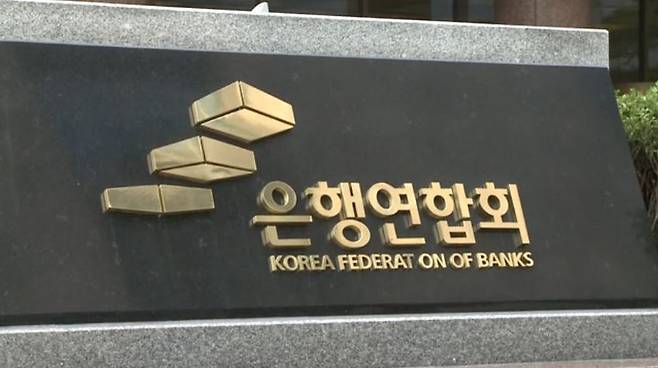 은행연합회
KOREA FEDERAT ON OF BANKS